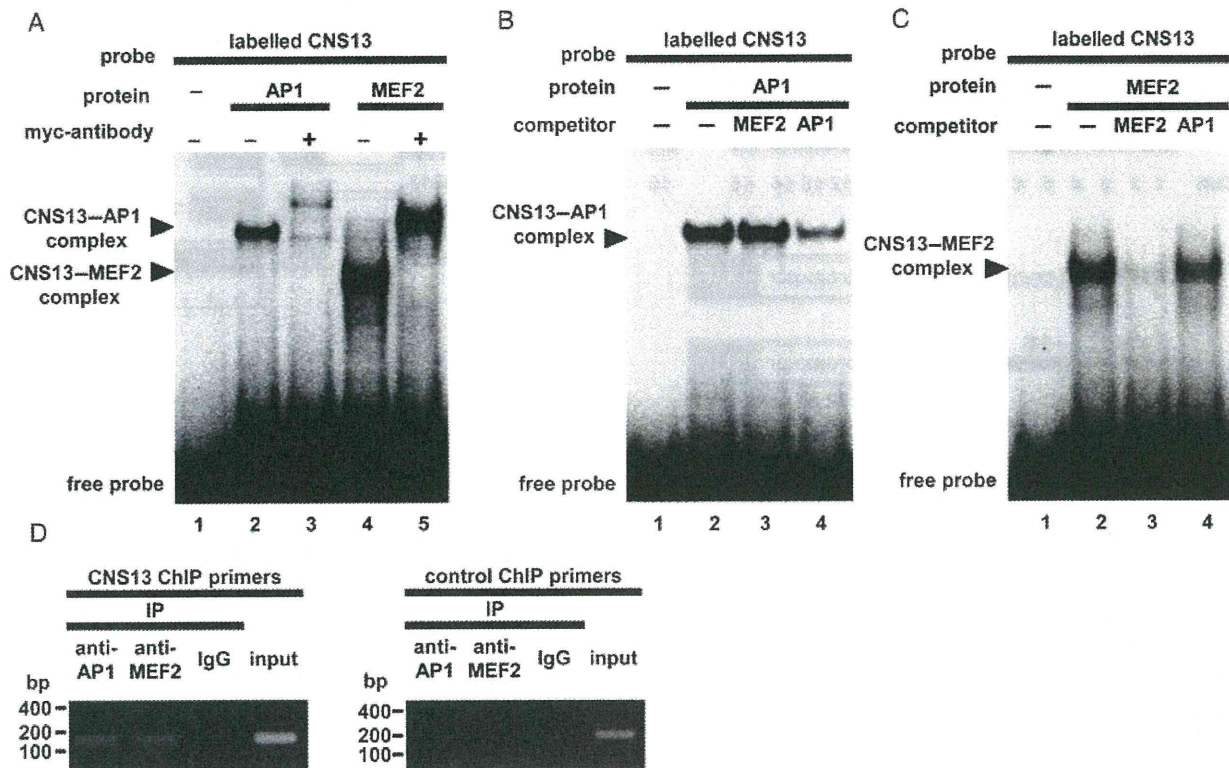 A
labelled CNS13
probe
protein – AP1 MEF2
myc-antibody – – + – +
CNS13–AP1
complex
CNS13–MEF2
complex
free probe
1 2 3 4 5
B
labelled CNS13
probe
protein – AP1
competitor – – MEF2 AP1
CNS13–AP1
complex
free probe
1 2 3 4
C
labelled CNS13
probe
protein – MEF2
competitor – – MEF2 AP1
CNS13–MEF2
complex
free probe
1 2 3 4
D
CNS13 ChIP primers
IP
anti- anti-
AP1 MEF2 IgG input
bp
400
200
100
control ChIP primers
IP
anti- anti-
AP1 MEF2 IgG input
bp
400
200
100